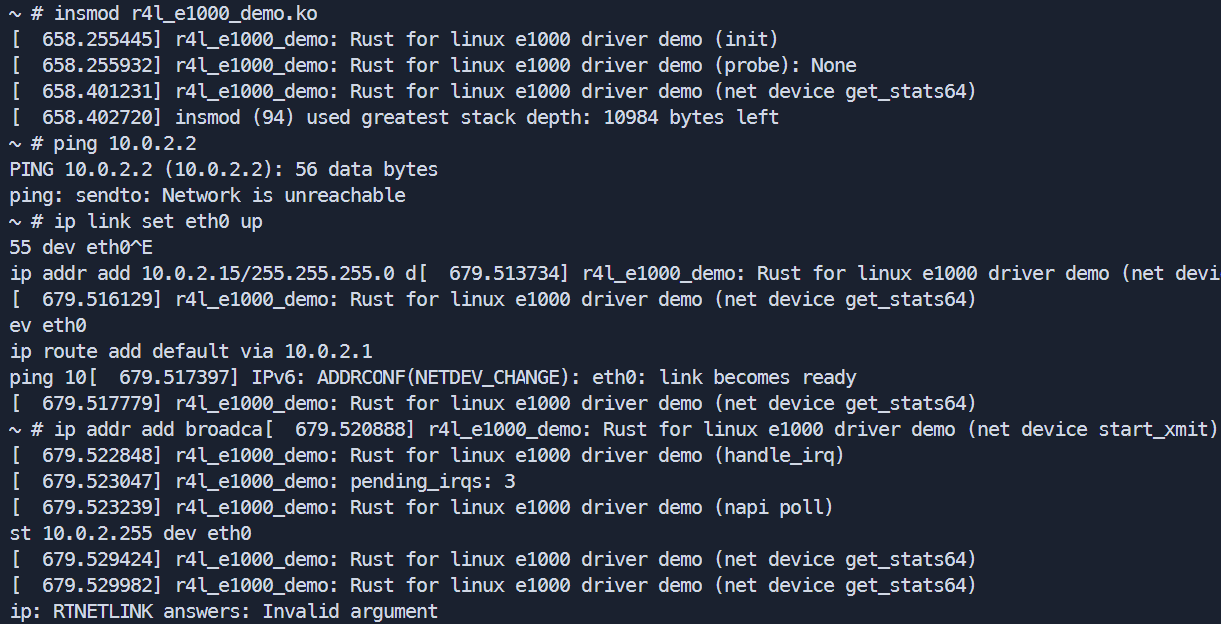 ~ # insmod r4l_e1000_demo.ko
[  658.255445] r4l_e1000_demo: Rust for linux e1000 driver demo (init)
[  658.255932] r4l_e1000_demo: Rust for linux e1000 driver demo (probe): None
[  658.401231] r4l_e1000_demo: Rust for linux e1000 driver demo (net device get_stats64)
[  658.402720] insmod (94) used greatest stack depth: 10984 bytes left
~ # ping 10.0.2.2
PING 10.0.2.2 (10.0.2.2): 56 data bytes
ping: sendto: Network is unreachable
~ # ip link set eth0 up
55 dev eth0^E
ip addr add 10.0.2.15/255.255.255.0 d[  679.513734] r4l_e1000_demo: Rust for linux e1000 driver demo (net devi
[  679.516129] r4l_e1000_demo: Rust for linux e1000 driver demo (net device get_stats64)
ev eth0
ip route add default via 10.0.2.1
ping 10[  679.517397] IPv6: ADDRCONF(NETDEV_CHANGE): eth0: link becomes ready
[  679.517779] r4l_e1000_demo: Rust for linux e1000 driver demo (net device get_stats64)
~ # ip addr add broadca[  679.520888] r4l_e1000_demo: Rust for linux e1000 driver demo (net device start_xmit)
[  679.522848] r4l_e1000_demo: Rust for linux e1000 driver demo (handle_irq)
[  679.523047] r4l_e1000_demo: pending_irqs: 3
[  679.523239] r4l_e1000_demo: Rust for linux e1000 driver demo (napi poll)
st 10.0.2.255 dev eth0
[  679.529424] r4l_e1000_demo: Rust for linux e1000 driver demo (net device get_stats64)
[  679.529982] r4l_e1000_demo: Rust for linux e1000 driver demo (net device get_stats64)
ip: RTNETLINK answers: Invalid argument